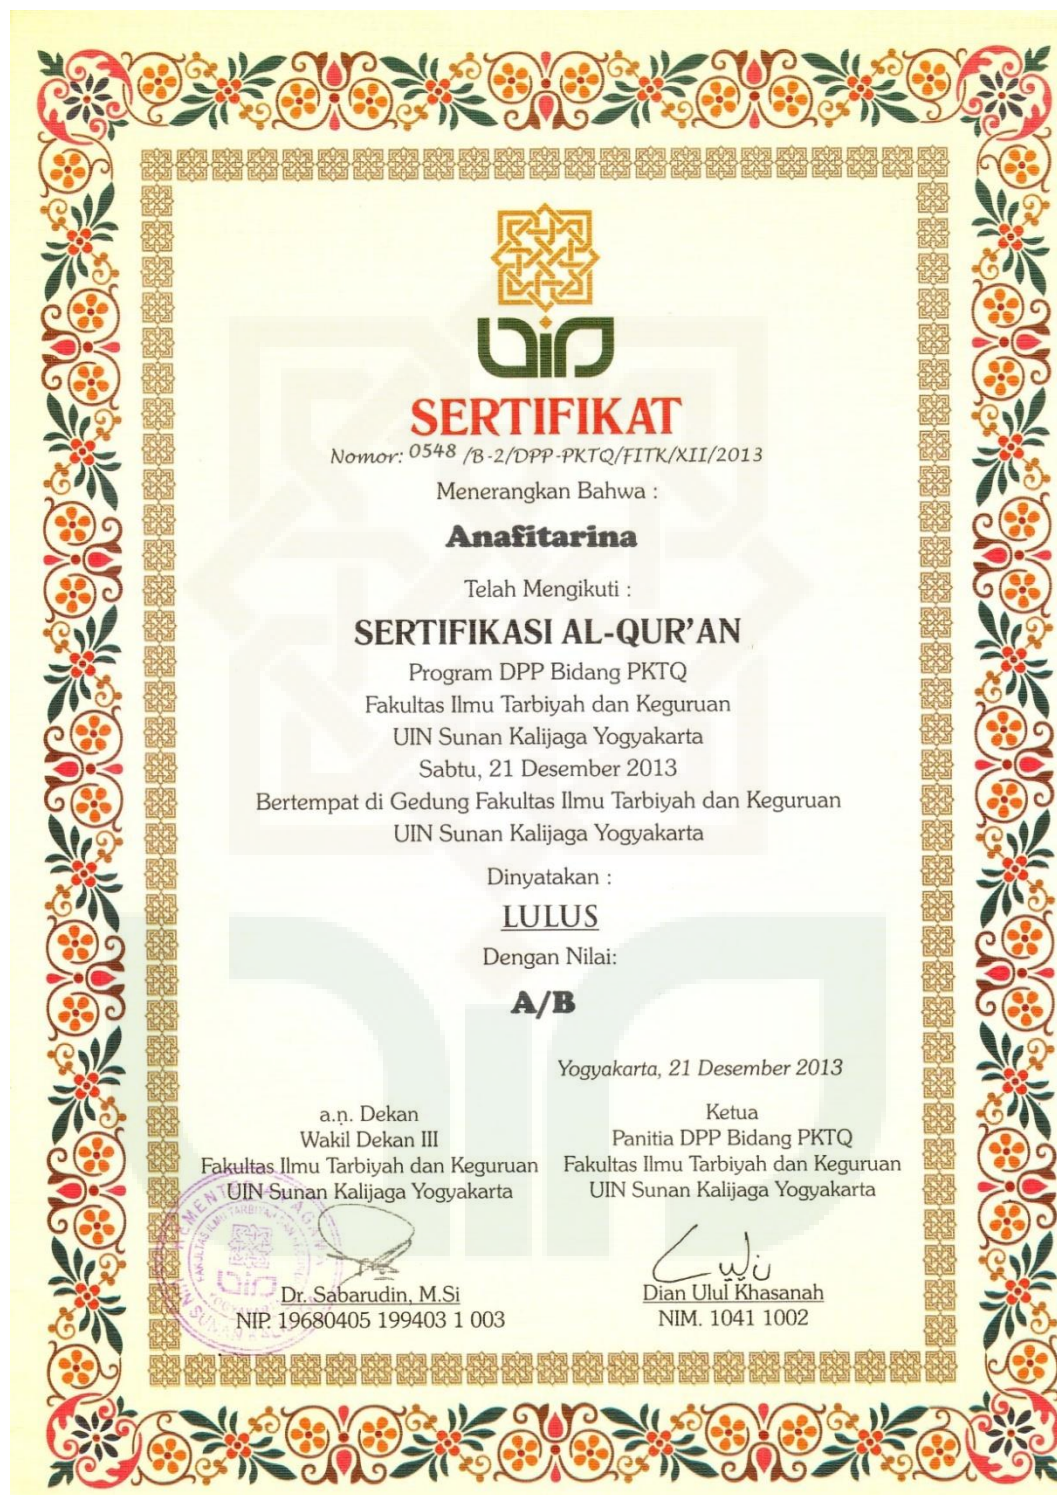 uin
SERTIFIKAT
Nomor: 0548 /B-2/DPP-PKTQ/FITK/XII/2013
Menerangkan Bahwa :
Anafitarina
Telah Mengikuti :
SERTIFIKASI AL-QUR'AN
Program DPP Bidang PKTQ
Fakultas Ilmu Tarbiyah dan Keguruan
UIN Sunan Kalijaga Yogyakarta
Sabtu, 21 Desember 2013
Bertempat di Gedung Fakultas Ilmu Tarbiyah dan Keguruan
UIN Sunan Kalijaga Yogyakarta
Dinyatakan :
LULUS
Dengan Nilai:
A/B
Yogyakarta, 21 Desember 2013
a.n. Dekan
Wakil Dekan III
Fakultas Ilmu Tarbiyah dan Keguruan
UIN Sunan Kalijaga Yogyakarta
Dr. Sabarudin, M.Si
NIP. 19680405 199403 1 003
Ketua
Panitia DPP Bidang PKTQ
Fakultas Ilmu Tarbiyah dan Keguruan
UIN Sunan Kalijaga Yogyakarta
Dian Ulul Khasanah
NIM. 1041 1002